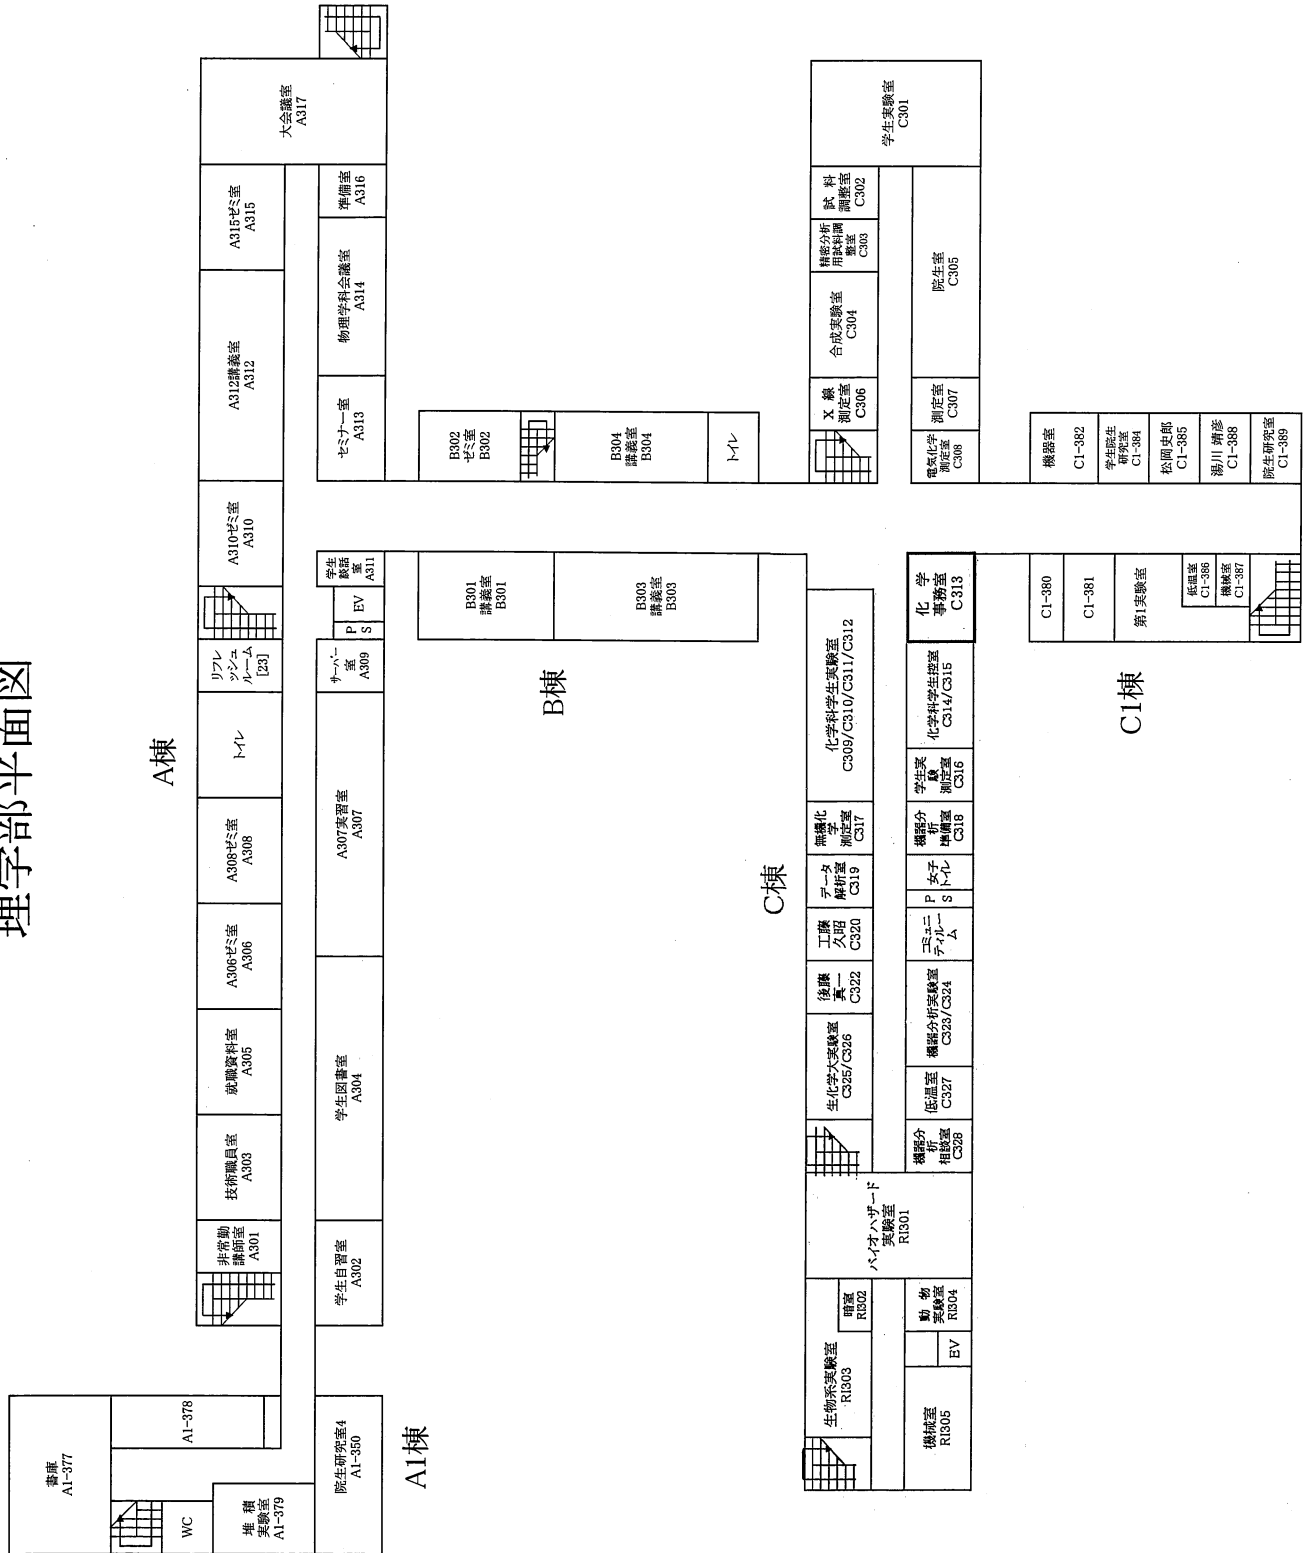 理学部平面図
A棟
大会議室
A317
A315ゼミ室
A315
準備室
A316
A312講義室
A312
物理学科会議室
A314
セミナー室
A313
A310ゼミ室
A310
学生
談話
室
A311
EV
P
S
リフレ
ッシュ
ルーム
[23]
サーバー
室
A309
トイレ
A308ゼミ室
A308
A307実習室
A307
A306ゼミ室
A306
就職資料室
A305
学生図書室
A304
技術職員室
A303
非常勤
講師室
A301
学生自習室
A302
A1棟
書庫
A1-377
A1-378
WC
堆積
実験室
A1-379
院生研究室4
A1-350
B棟
B302
ゼミ室
B302
B304
講義室
B304
トイレ
B301
講義室
B301
B303
講義室
B303
C棟
学生実験室
C301
試料
調整室
C302
精密分析
用試料調
整室
C303
合成実験室
C304
院生室
C305
X線
測定室
C306
測定室
C307
電気化学
測定室
C308
化学科学生実験室
C309/C310/C311/C312
化学
事務室
C313
化学科学生控室
C314/C315
学生実
験
測定室
C316
無機化
学
測定室
C317
機器分
析
準備室
C318
データ
解析室
C319
女子
トイレ
P
S
工藤
久昭
C320
コミュニ
ティルー
ム
後藤
真一
C322
機器分析実験室
C323/C324
生化学大実験室
C325/C326
低温室
C327
機器分
析
相談室
C328
バイオハザード
実験室
RI301
暗室
RI302
生物系実験室
RI303
動物
実験室
RI304
EV
機械室
RI305
C1棟
機器室
C1-382
学生院生
研究室
C1-384
松岡史郎
C1-385
湯川 靖彦
C1-388
院生研究室
C1-389
C1-380
C1-381
第1実験室
低温室
C1-386
機械室
C1-387